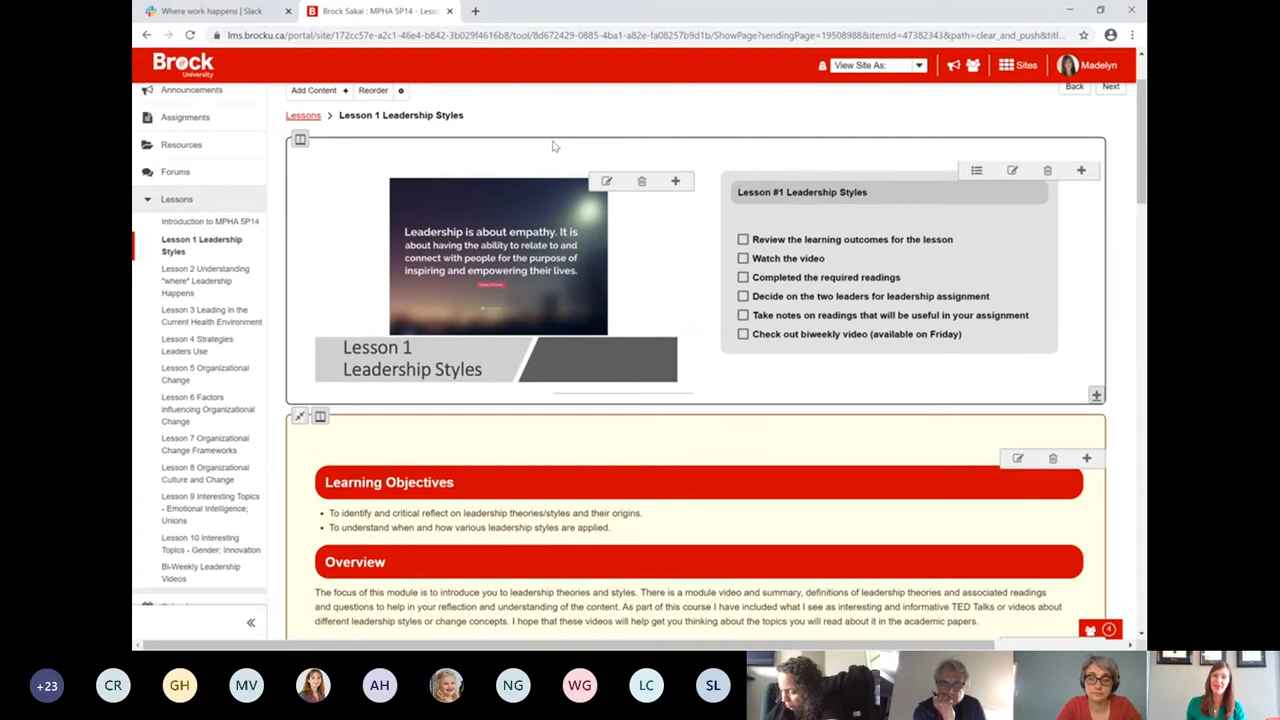 Where work happens | Slack
Brock Sakai : MPHA 5P14 - Lesso
lms.brocku.ca/portal/site/172cc57e-a2c1-46e4-b842-3b029f4616b8/tool/8d672429-0885-4ba1-a82e-fa08257b9d1b/ShowPage?sendingPage=19508988&itemId=47382343&path=clear_and_push&titl...
Brock
University
View Site As:
Sites
Madelyn
Announcements
Assignments
Resources
Forums
Lessons
Introduction to MPHA 5P14
Lesson 1 Leadership
Styles
Lesson 2 Understanding
"where" Leadership
Happens
Lesson 3 Leading in the
Current Health Environment
Lesson 4 Strategies
Leaders Use
Lesson 5 Organizational
Change
Lesson 6 Factors
influencing Organizational
Change
Lesson 7 Organizational
Change Frameworks
Lesson 8 Organizational
Culture and Change
Lesson 9 Interesting Topics
- Emotional Intelligence;
Unions
Lesson 10 Interesting
Topics - Gender; Innovation
Bi-Weekly Leadership
Videos
Add Content +
Reorder
Back
Next
Lessons > Lesson 1 Leadership Styles
Leadership is about empathy. It is
about having the ability to relate to and
connect with people for the purpose of
inspiring and empowering their lives.
Lesson 1
Leadership Styles
Lesson #1 Leadership Styles
Review the learning outcomes for the lesson
Watch the video
Completed the required readings
Decide on the two leaders for leadership assignment
Take notes on readings that will be useful in your assignment
Check out biweekly video (available on Friday)
Learning Objectives
• To identify and critical reflect on leadership theories/styles and their origins.
• To understand when and how various leadership styles are applied.
Overview
The focus of this module is to introduce you to leadership theories and styles. There is a module video and summary, definitions of leadership theories and associated readings
and questions to help in your reflection and understanding of the content. As part of this course I have included what I see as interesting and informative TED Talks or videos about
different leadership styles or change concepts. I hope that these videos will help get you thinking about the topics you will read about it in the academic papers.
4
+23
CR
GH
MV
AH
NG
WG
LC
SL